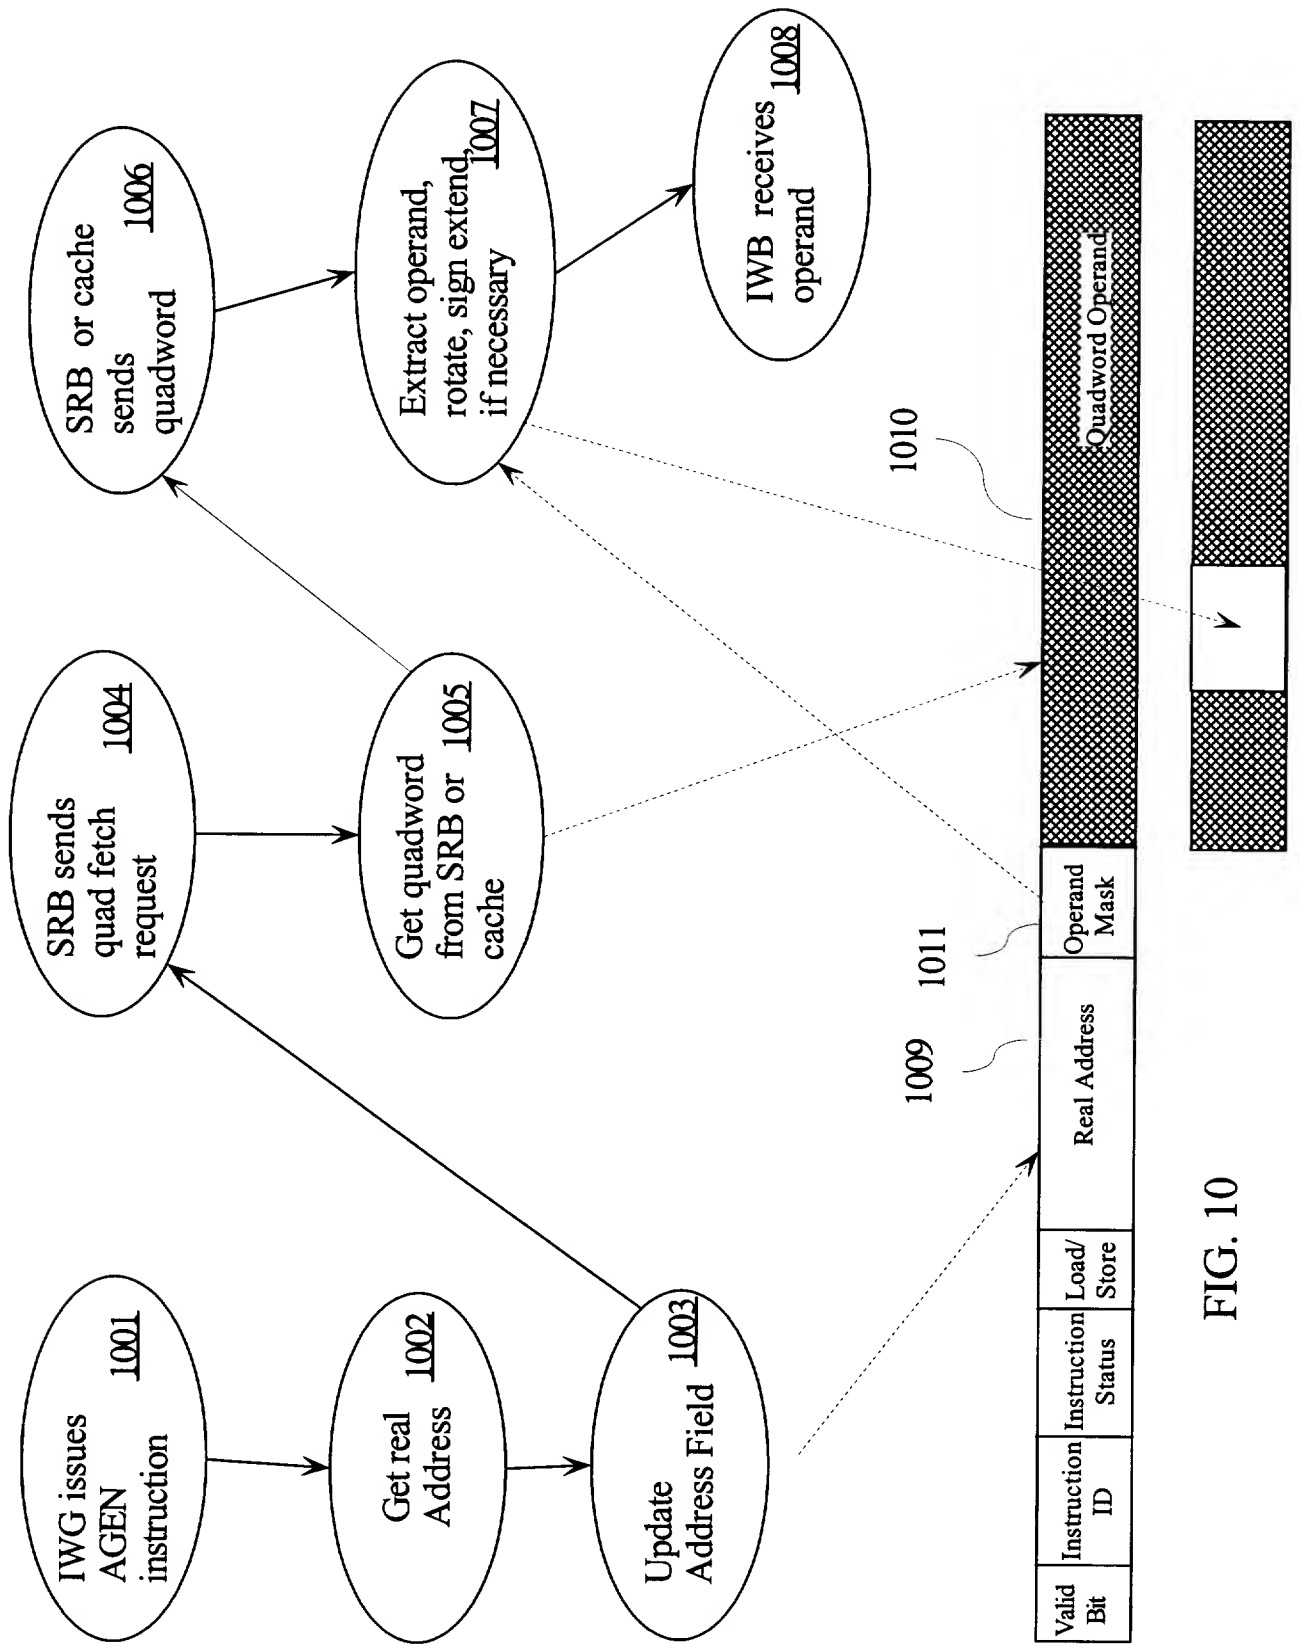 IWG issues
AGEN
instruction
1001
Get real
Address
1002
Update
Address Field
1003
SRB sends
quad fetch
request
1004
Get quadword
from SRB or
cache
1005
SRB or cache
sends
quadword
1006
Extract operand,
rotate, sign extend,
if necessary
1007
IWB receives
operand
1008
1009
1011
1010
Valid
Bit
Instruction
ID
Instruction
Status
Load/
Store
Real Address
Operand
Mask
Quadword Operand
FIG. 10